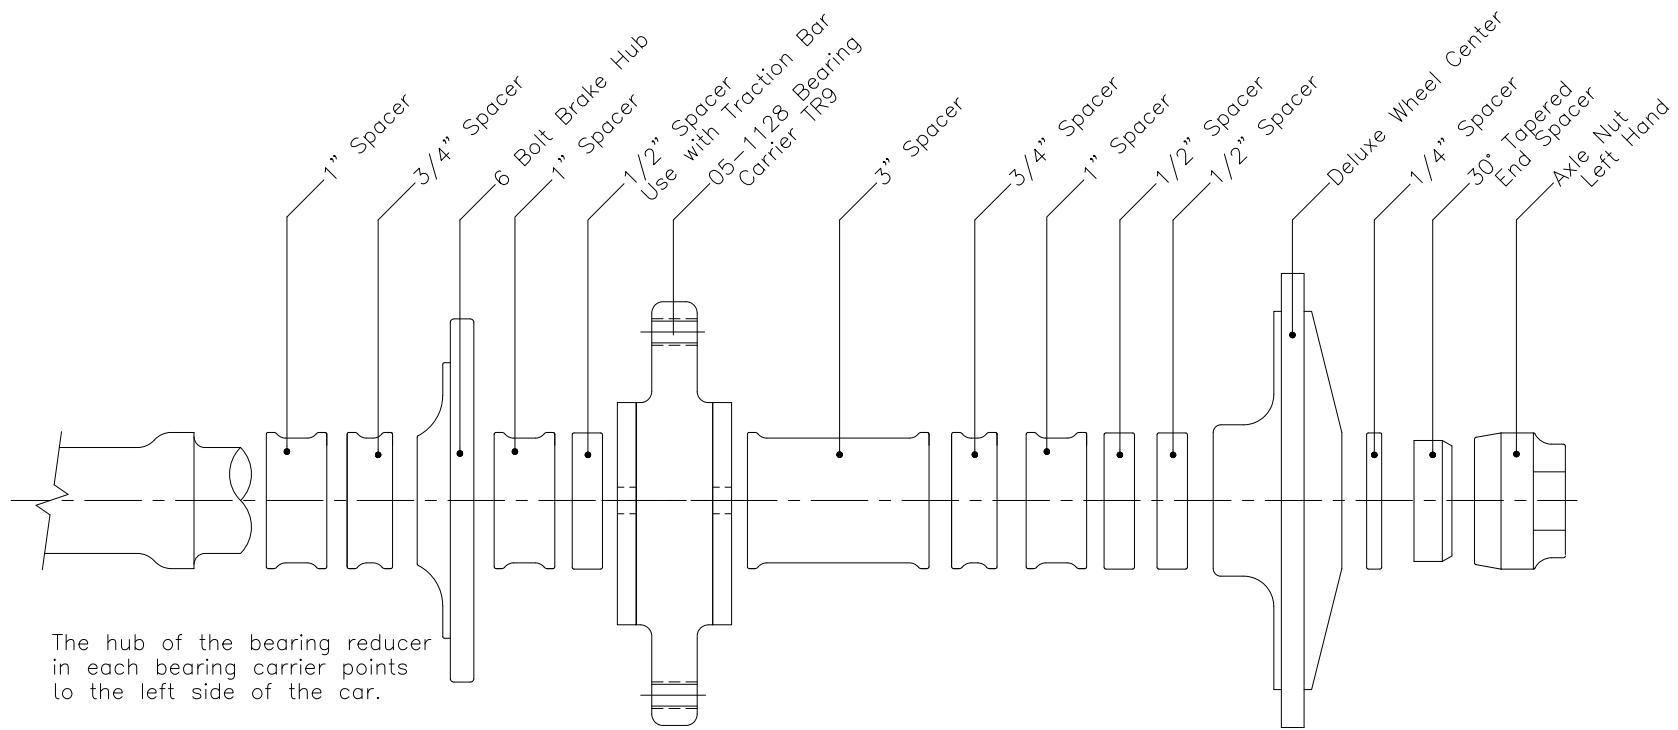 1” Spacer
3/4” Spacer
6 Bolt Brake Hub
1” Spacer
1/2” Spacer
Use with Traction Bar
05-1128 Bearing
Carrier TR9
3” Spacer
3/4” Spacer
1” Spacer
1/2” Spacer
1/2” Spacer
Deluxe Wheel Center
1/4” Spacer
30° Tapered
End Spacer
Axle Nut
Left Hand
The hub of the bearing reducer
in each bearing carrier points
lo the left side of the car.